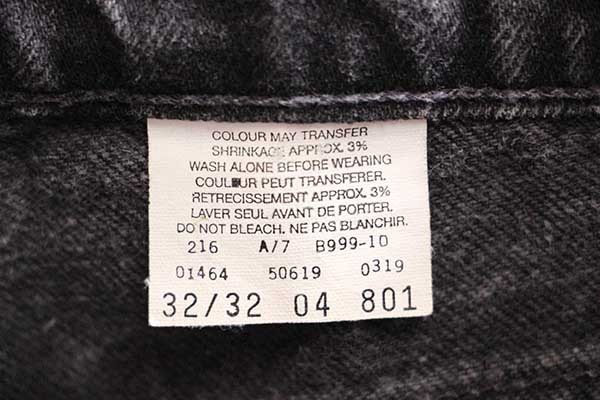 COLOUR MAY TRANSFER
SHRINKAGE APPROX. 3%
WASH ALONE BEFORE WEARING
COULEUR PEUT TRANSFERER.
RETRECISSEMENT APPROX. 3%
LAVER SEUL AVANT DE PORTER.
DO NOT BLEACH. NE PAS BLANCHIR.
216 A/7 B999-10
01464 50619 0319
32/32 04 801